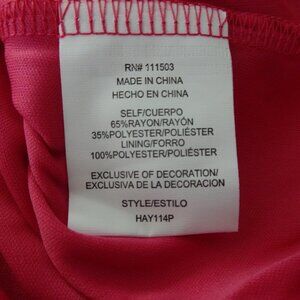 RN# 111503
MADE IN CHINA
HECHO EN CHINA
SELF/CUERPO
65%RAYON/RAYÓN
35%POLYESTER/POLIÉSTER
LINING/FORRO
100%POLYESTER/POLIÉSTER
EXCLUSIVE OF DECORATION/
EXCLUSIVA DE LA DECORACION
STYLE/ESTILO
HAY114P